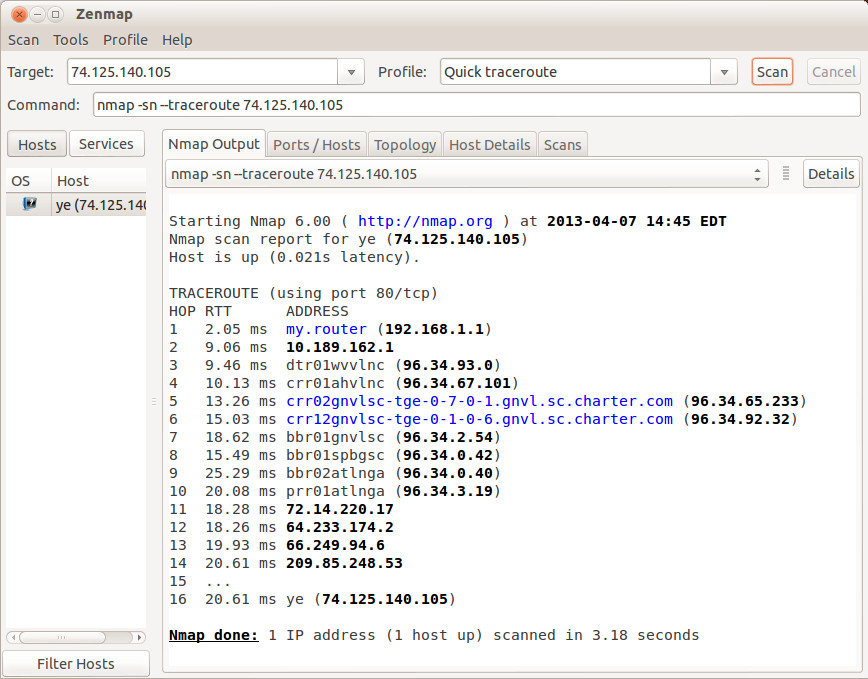 Zenmap
Scan Tools Profile Help
Target: 74.125.140.105 Profile: Quick traceroute Scan Cancel
Command: nmap -sn --traceroute 74.125.140.105
Hosts Services
Nmap Output Ports / Hosts Topology Host Details Scans
OS Host
ye (74.125.140
nmap -sn --traceroute 74.125.140.105 Details
Starting Nmap 6.00 ( http://nmap.org ) at 2013-04-07 14:45 EDT
Nmap scan report for ye (74.125.140.105)
Host is up (0.021s latency).
TRACEROUTE (using port 80/tcp)
HOP RTT ADDRESS
1 2.05 ms my.router (192.168.1.1)
2 9.06 ms 10.189.162.1
3 9.46 ms dtr01wvvlnc (96.34.93.0)
4 10.13 ms crr01ahvlnc (96.34.67.101)
5 13.26 ms crr02gnvlsc-tge-0-7-0-1.gnvl.sc.charter.com (96.34.65.233)
6 15.03 ms crr12gnvlsc-tge-0-1-0-6.gnvl.sc.charter.com (96.34.92.32)
7 18.62 ms bbr01gnvlsc (96.34.2.54)
8 15.49 ms bbr01spbgsc (96.34.0.42)
9 25.29 ms bbr02atlnga (96.34.0.40)
10 20.08 ms prr01atlnga (96.34.3.19)
11 18.28 ms 72.14.220.17
12 18.26 ms 64.233.174.2
13 19.93 ms 66.249.94.6
14 20.61 ms 209.85.248.53
15 ...
16 20.61 ms ye (74.125.140.105)
Nmap done: 1 IP address (1 host up) scanned in 3.18 seconds
Filter Hosts